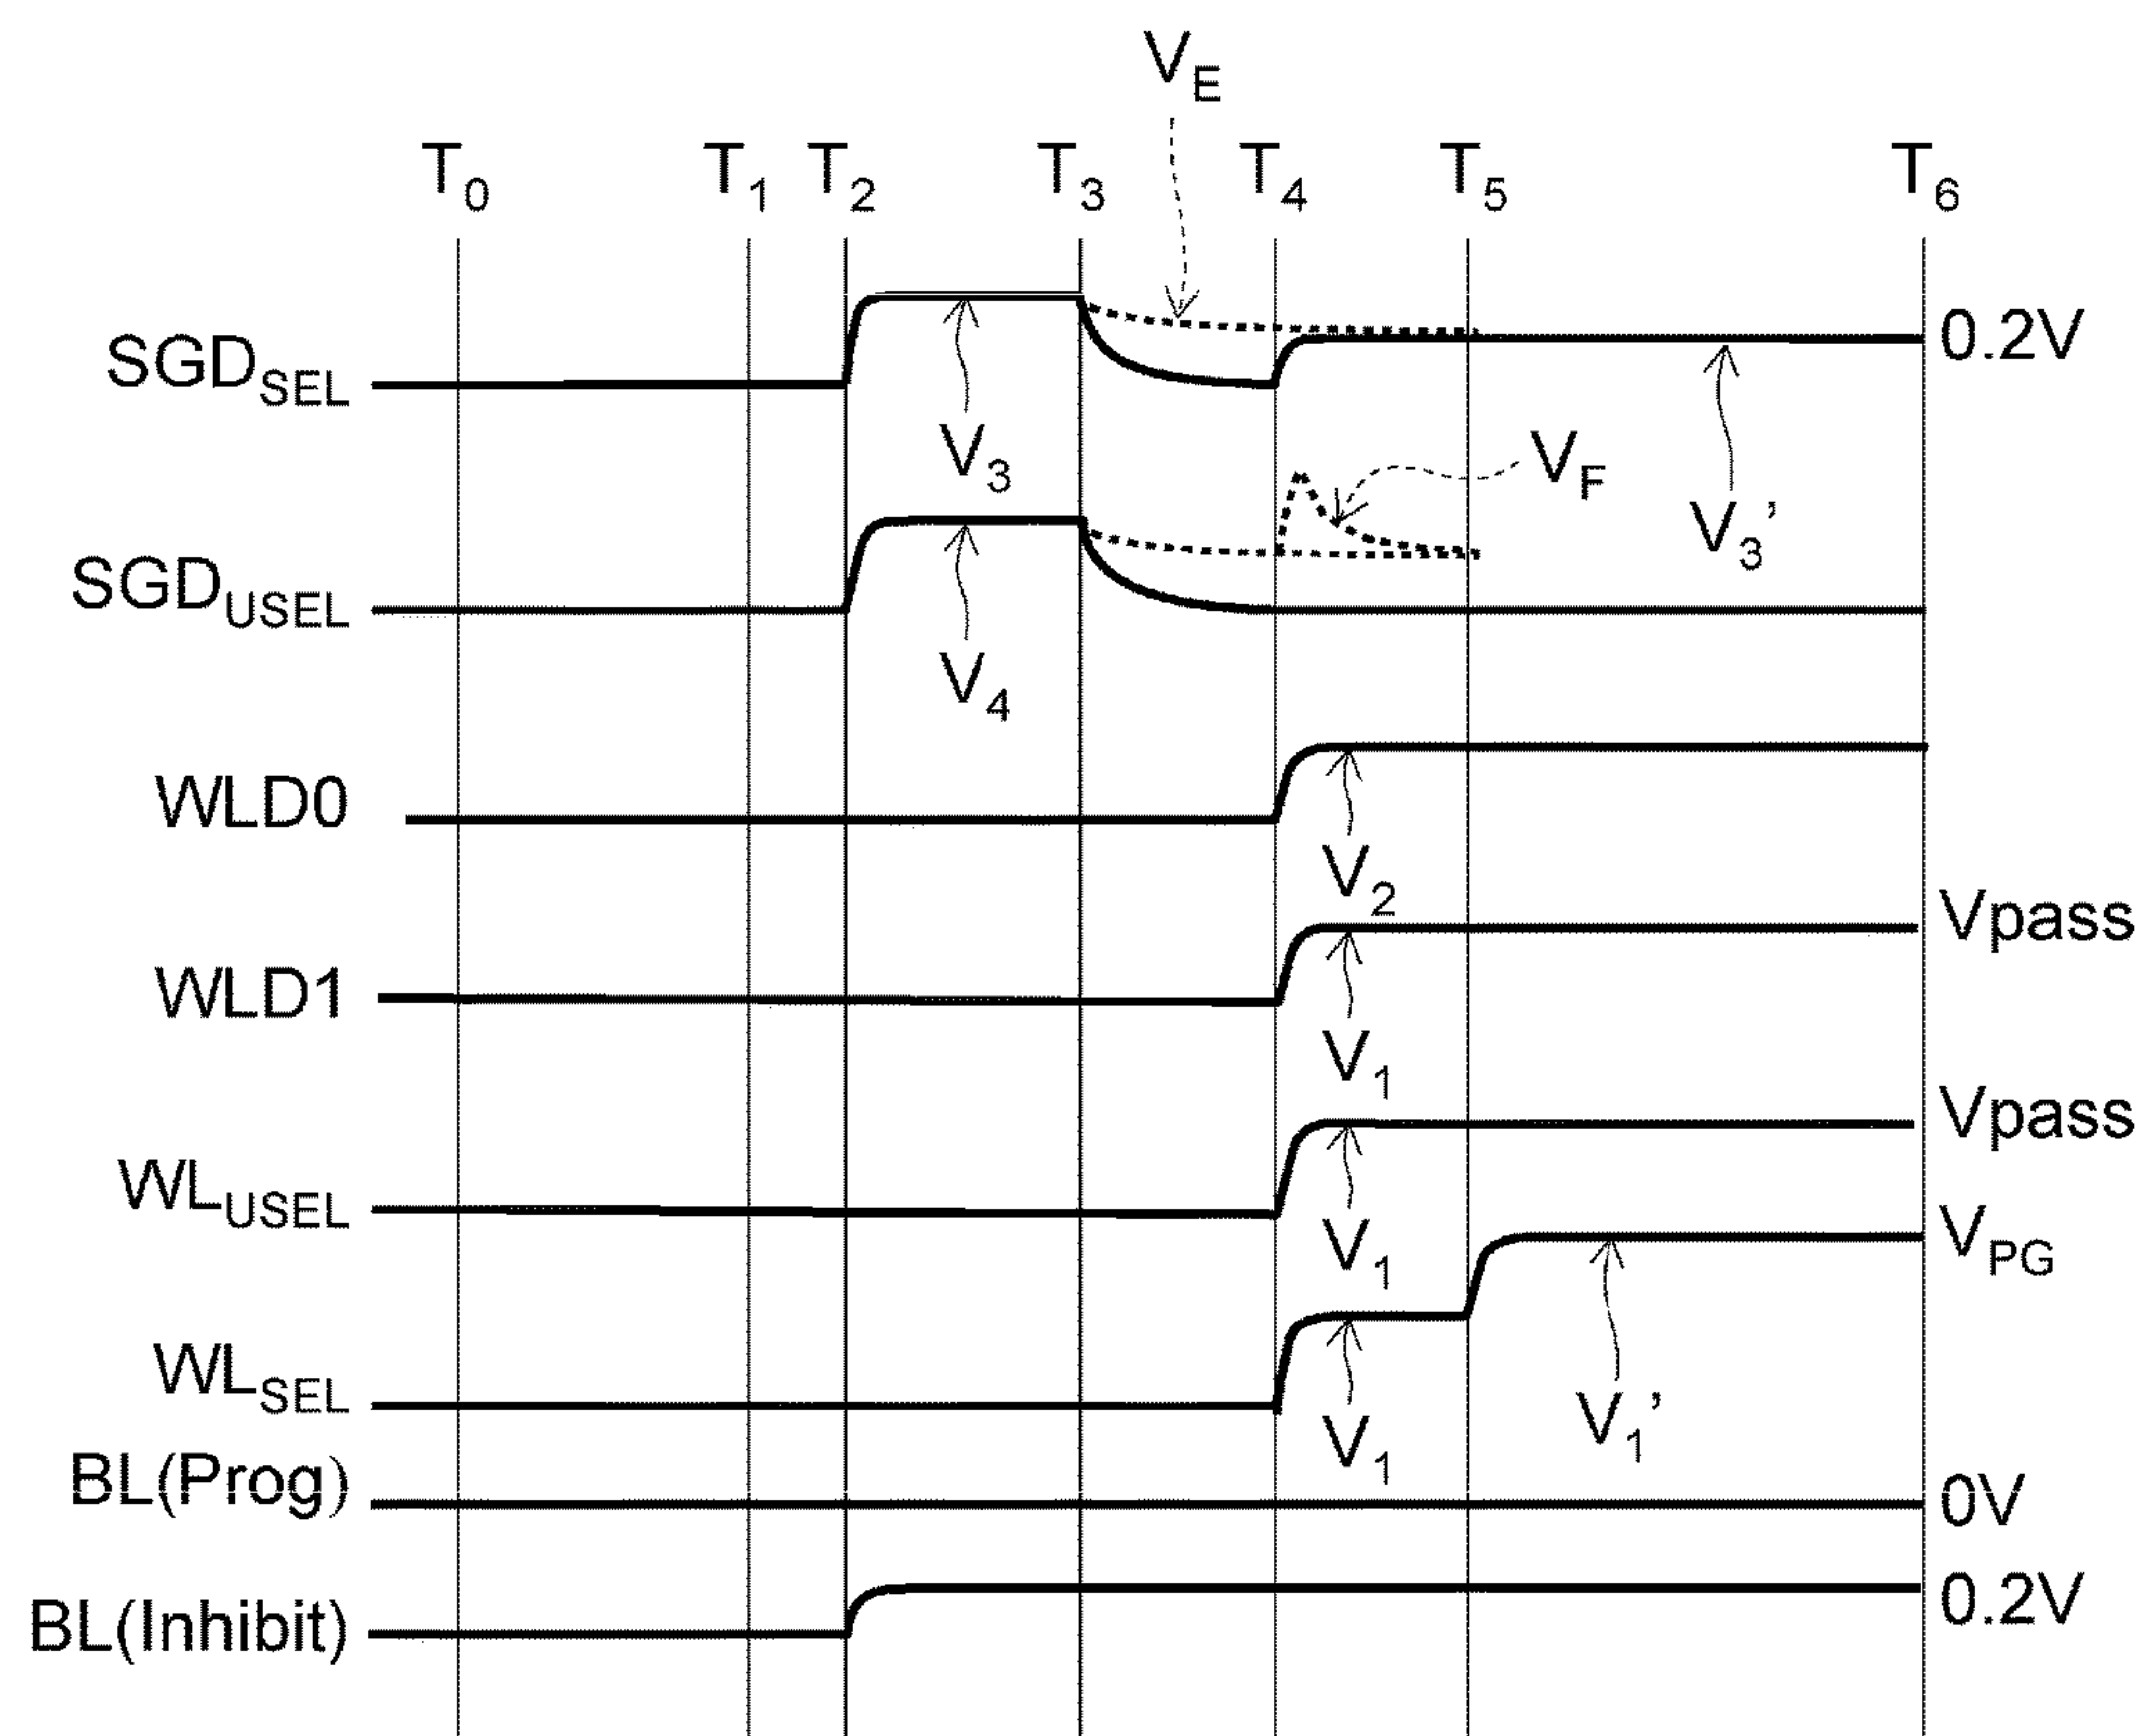 V_E
T_0 T_1 T_2 T_3 T_4 T_5 T_6
SGD_SEL 0.2V
V_3 V_F V_3’
SGD_USEL
V_4
WLD0
V_2
Vpass
WLD1
V_1
Vpass
WL_USEL
V_1
V_PG
WL_SEL
V_1 V_1’
BL(Prog) 0V
BL(Inhibit) 0.2V